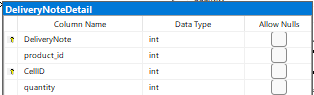 DeliveryNoteDetail
Column Name Data Type Allow Nulls
DeliveryNote int
product_id int
CellID int
quantity int